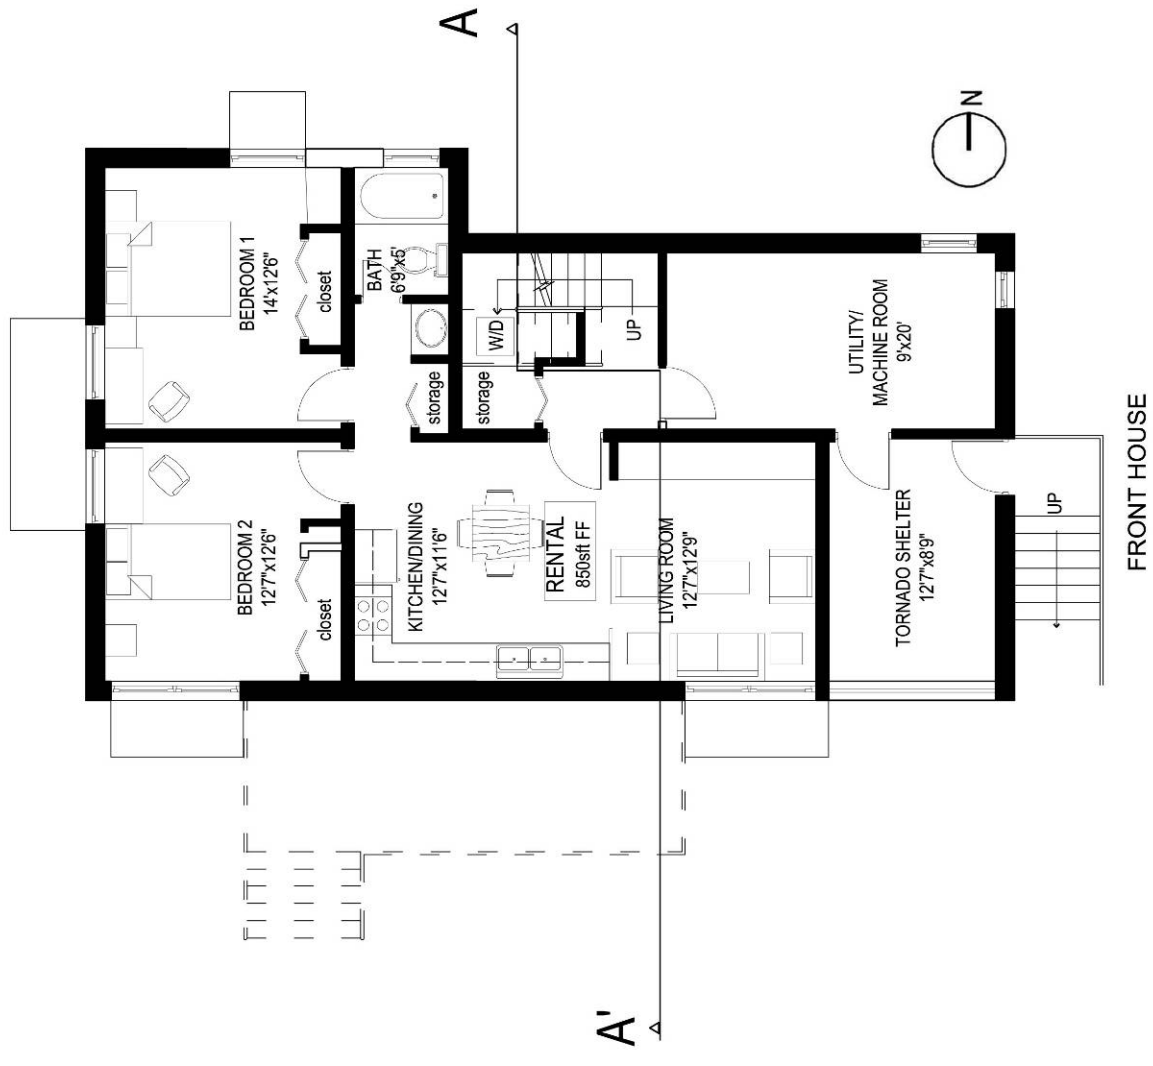 A
N
BEDROOM 1
14'x12'6"
closet
BATH
6'9"x5'
W/D
UP
storage
storage
UTILITY/
MACHINE ROOM
9'x20'
BEDROOM 2
12'7"x12'6"
closet
KITCHEN/DINING
12'7"x11'6"
RENTAL
850sft FF
LIVING ROOM
12'7"x12'9"
TORNADO SHELTER
12'7"x8'9"
UP
FRONT HOUSE
A'